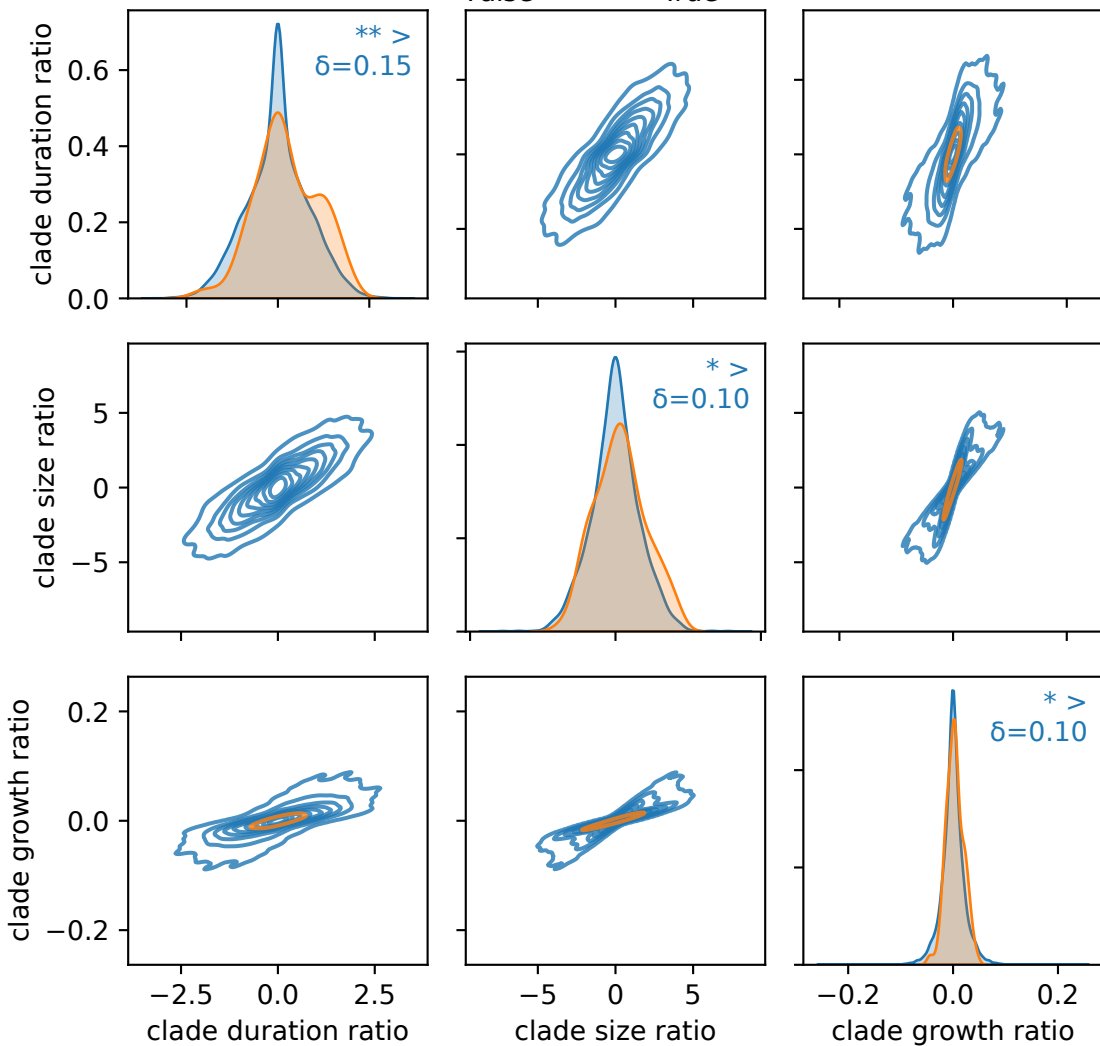 clade duration ratio
0.6
0.4
0.2
0.0
** >
δ=0.15
clade size ratio
5
0
−5
* >
δ=0.10
clade growth ratio
0.2
0.0
−0.2
* >
δ=0.10
−2.5 0.0 2.5
−5 0 5
−0.2 0.0 0.2
clade duration ratio
clade size ratio
clade growth ratio